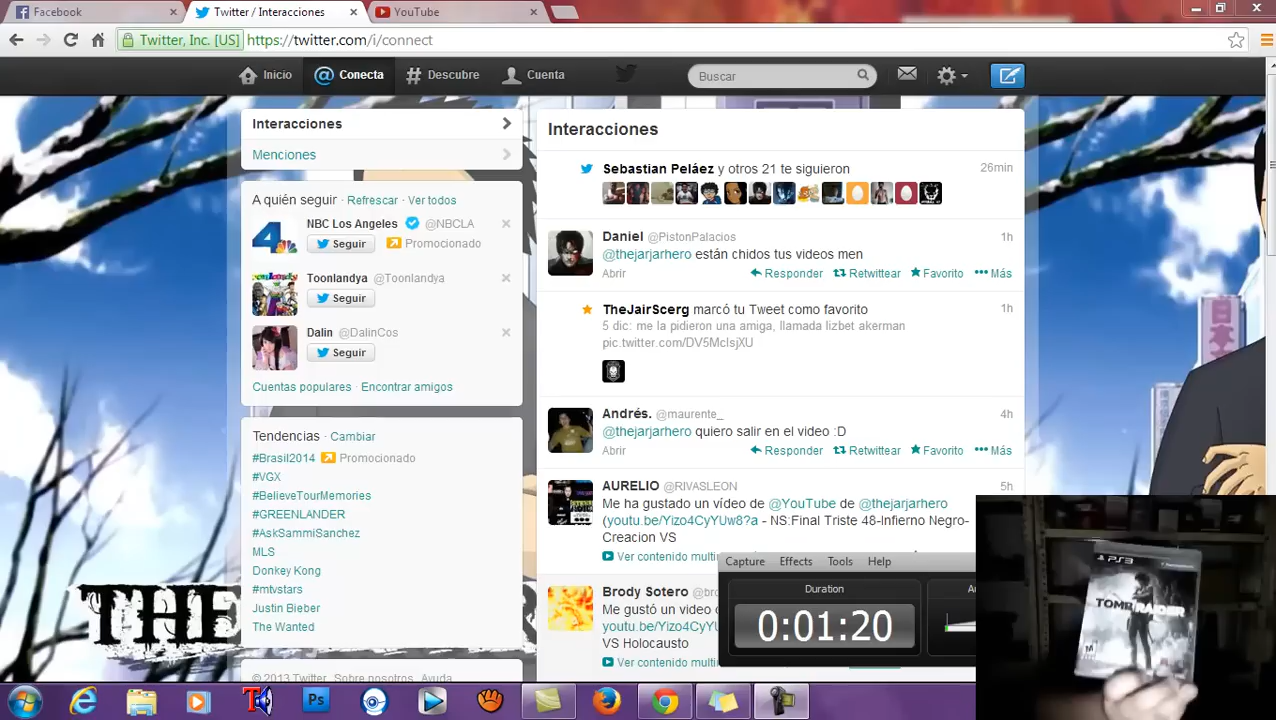 Facebook
Twitter / Interacciones
YouTube
Twitter, Inc. [US]
https://twitter.com/i/connect
Inicio
Conecta
Descubre
Cuenta
Buscar
Interacciones
Menciones
A quién seguir · Refrescar · Ver todos
NBC Los Angeles @NBCLA
Seguir
Promocionado
Toonlandya @Toonlandya
Seguir
Dalin @DalinCos
Seguir
Cuentas populares · Encontrar amigos
Tendencias · Cambiar
#Brasil2014 Promocionado
#VGX
#BelieveTourMemories
#GREENLANDER
#AskSammiSanchez
MLS
Donkey Kong
#mtvstars
Justin Bieber
The Wanted
© 2013 Twitter Sobre nosotros Ayuda
Interacciones
Sebastian Peláez y otros 21 te siguieron
26min
Daniel @PistonPalacios
1h
@thejarjarhero están chidos tus videos men
Abrir
Responder
Retwittear
Favorito
Más
TheJairScerg marcó tu Tweet como favorito
1h
5 dic: me la pidieron una amiga, llamada lizbet akerman
pic.twitter.com/DV5McIsjXU
Andrés. @maurente_
4h
@thejarjarhero quiero salir en el video :D
Abrir
Responder
Retwittear
Favorito
Más
AURELIO @RIVASLEON
5h
Me ha gustado un vídeo de @YouTube de @thejarjarhero
(youtu.be/Yizo4CyYUw8?a - NS:Final Triste 48-Infierno Negro-
Creacion VS
Ver contenido
Brody Sotero
Me gustó un video
youtu.be/Yizo4CyYU
VS Holocausto
Ver contenido
THE
Capture
Effects
Tools
Help
Duration
0:01:20
PS3
TOMB RAIDER
M
日本
Ps